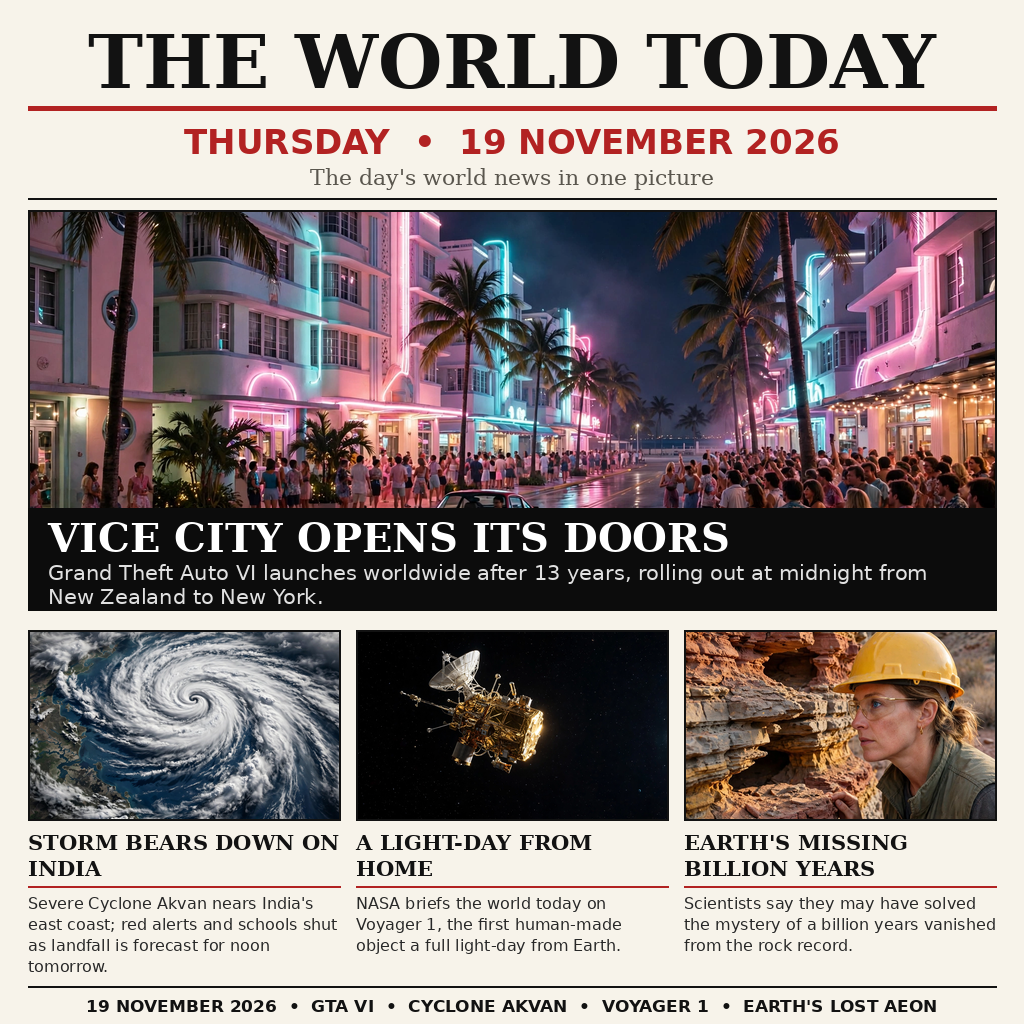 THE WORLD TODAY
THURSDAY • 19 NOVEMBER 2026
The day's world news in one picture
VICE CITY OPENS ITS DOORS
Grand Theft Auto VI launches worldwide after 13 years, rolling out at midnight from
New Zealand to New York.
STORM BEARS DOWN ON
INDIA
Severe Cyclone Akvan nears India's
east coast; red alerts and schools shut
as landfall is forecast for noon
tomorrow.
A LIGHT-DAY FROM
HOME
NASA briefs the world today on
Voyager 1, the first human-made
object a full light-day from Earth.
EARTH'S MISSING
BILLION YEARS
Scientists say they may have solved
the mystery of a billion years vanished
from the rock record.
19 NOVEMBER 2026 • GTA VI • CYCLONE AKVAN • VOYAGER 1 • EARTH'S LOST AEON